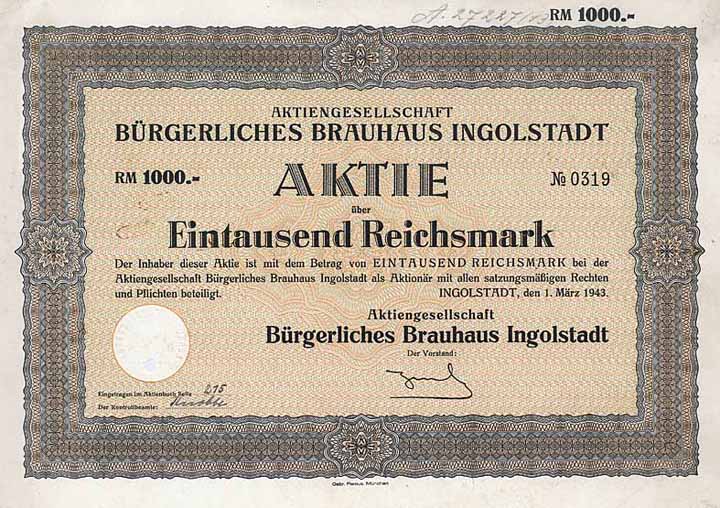 A. 27227/43 RM 1000.-
AKTIENGESELLSCHAFT
BÜRGERLICHES BRAUHAUS INGOLSTADT
RM 1000.- AKTIE № 0319
über
Eintausend Reichsmark
Der Inhaber dieser Aktie ist mit dem Betrag von EINTAUSEND REICHSMARK bei der
Aktiengesellschaft Bürgerliches Brauhaus Ingolstadt als Aktionär mit allen satzungsmäßigen Rechten
und Pflichten beteiligt. INGOLSTADT, den 1. März 1943.
Aktiengesellschaft
Bürgerliches Brauhaus Ingolstadt
Der Vorstand:
Eingetragen im Aktienbuch Seite 215
Der Kontrollbeamte:
Gebr. Parcus, München